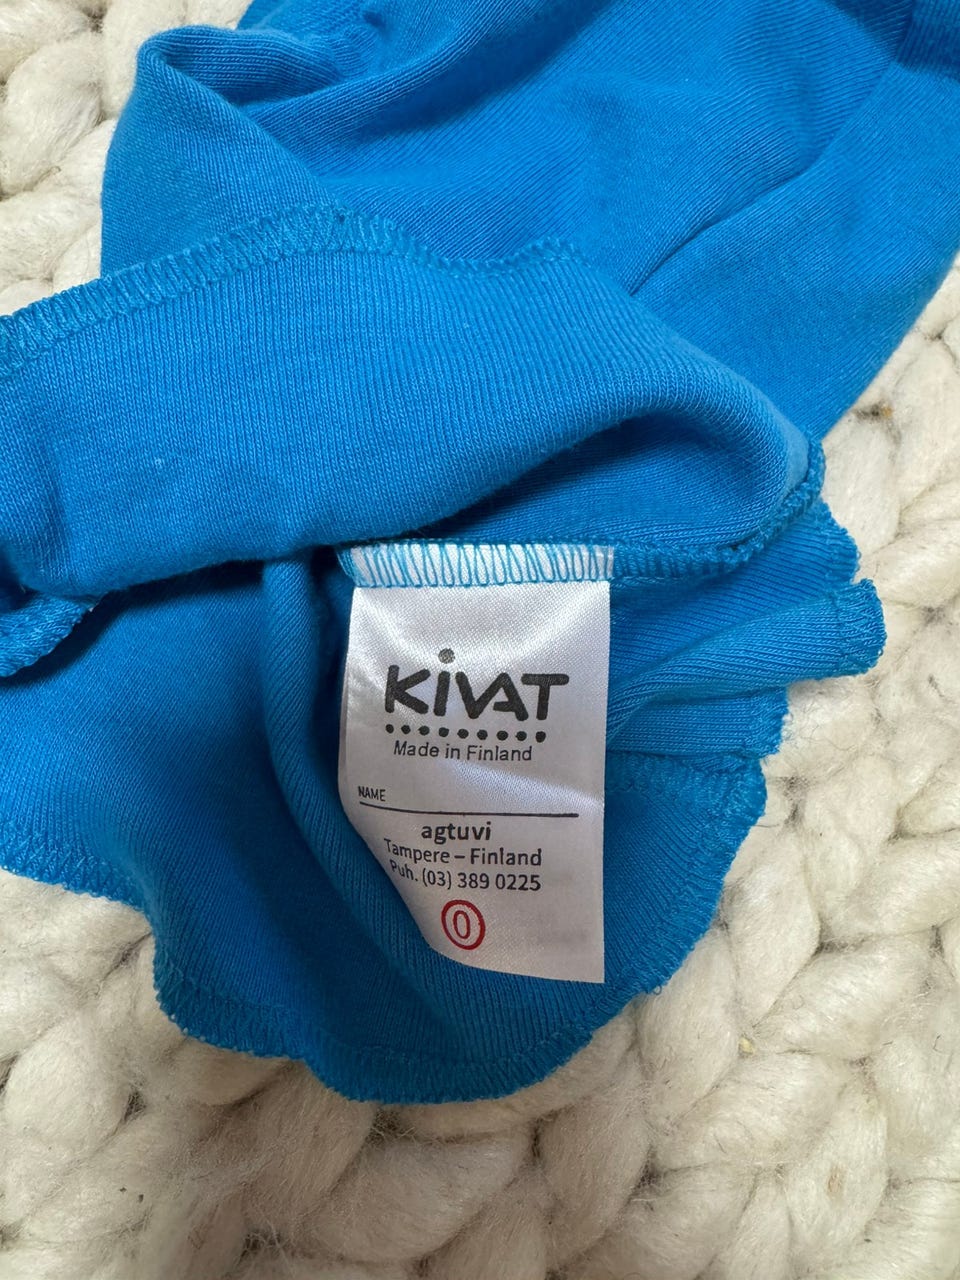 KIVAT
Made in Finland
NAME
agtuvi
Tampere – Finland
Puh. (03) 389 0225
0